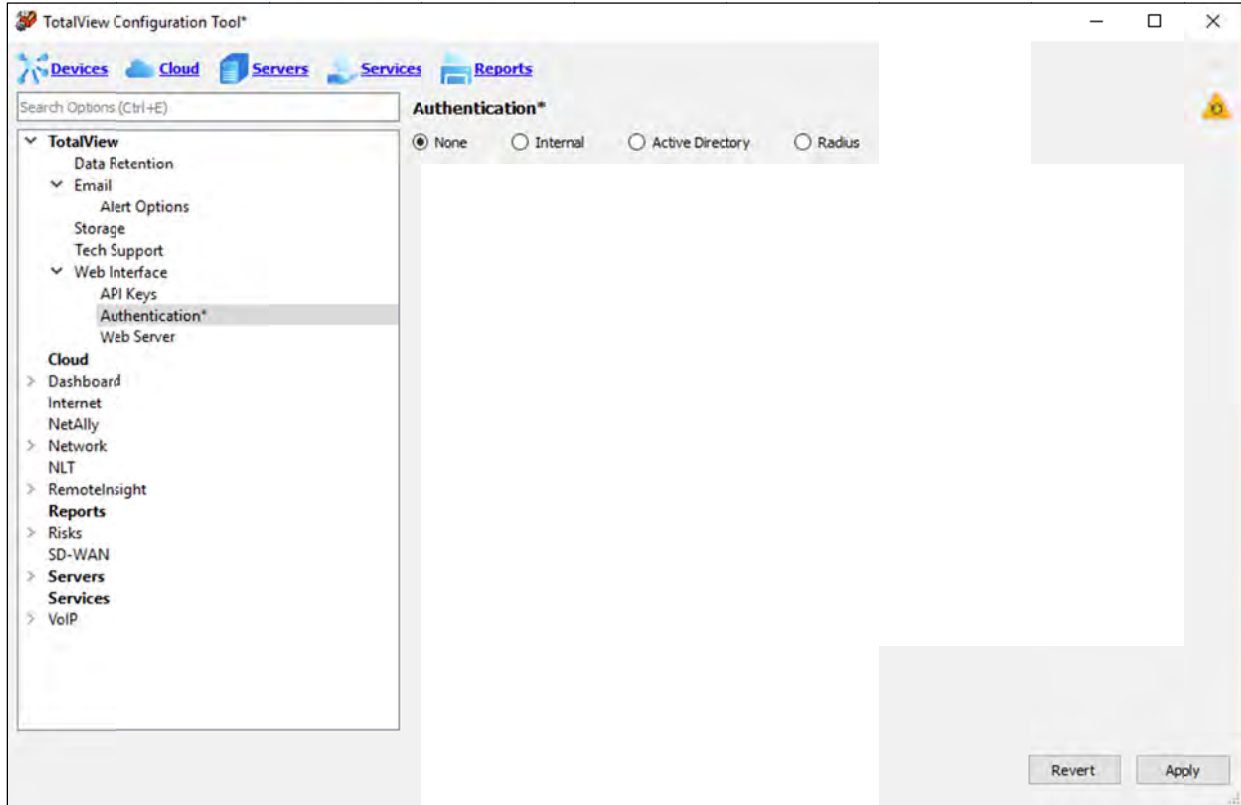 TotalView Configuration Tool*
Devices Cloud Servers Services Reports
Search Options (Ctrl+E)
Authentication*
None Internal Active Directory Radius
TotalView
Data Retention
Email
Alert Options
Storage
Tech Support
Web Interface
API Keys
Authentication*
Web Server
Cloud
Dashboard
Internet
NetAlly
Network
NLT
RemoteInsight
Reports
Risks
SD-WAN
Servers
Services
VoIP
Revert Apply